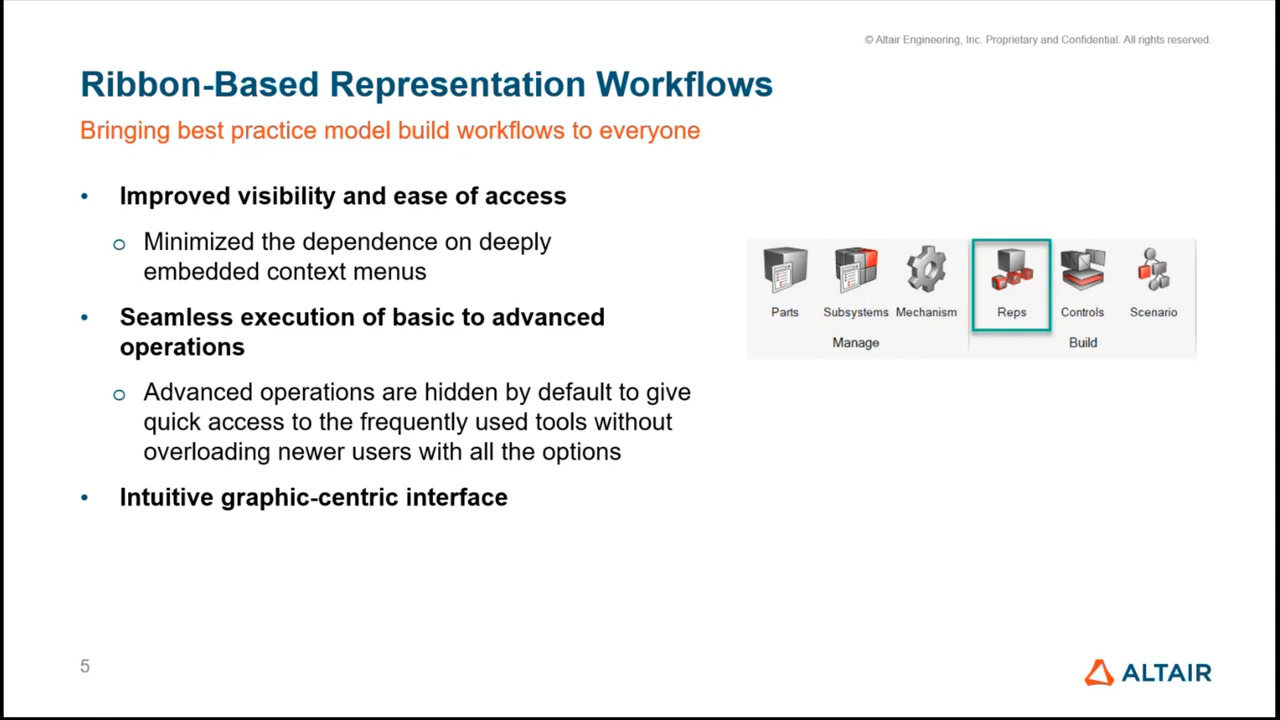 © Altair Engineering, Inc. Proprietary and Confidential. All rights reserved.
Ribbon-Based Representation Workflows
Bringing best practice model build workflows to everyone
• Improved visibility and ease of access
o Minimized the dependence on deeply
embedded context menus
• Seamless execution of basic to advanced
operations
o Advanced operations are hidden by default to give
quick access to the frequently used tools without
overloading newer users with all the options
• Intuitive graphic-centric interface
Parts Subsystems Mechanism Reps Controls Scenario
Manage Build
5
ALTAIR